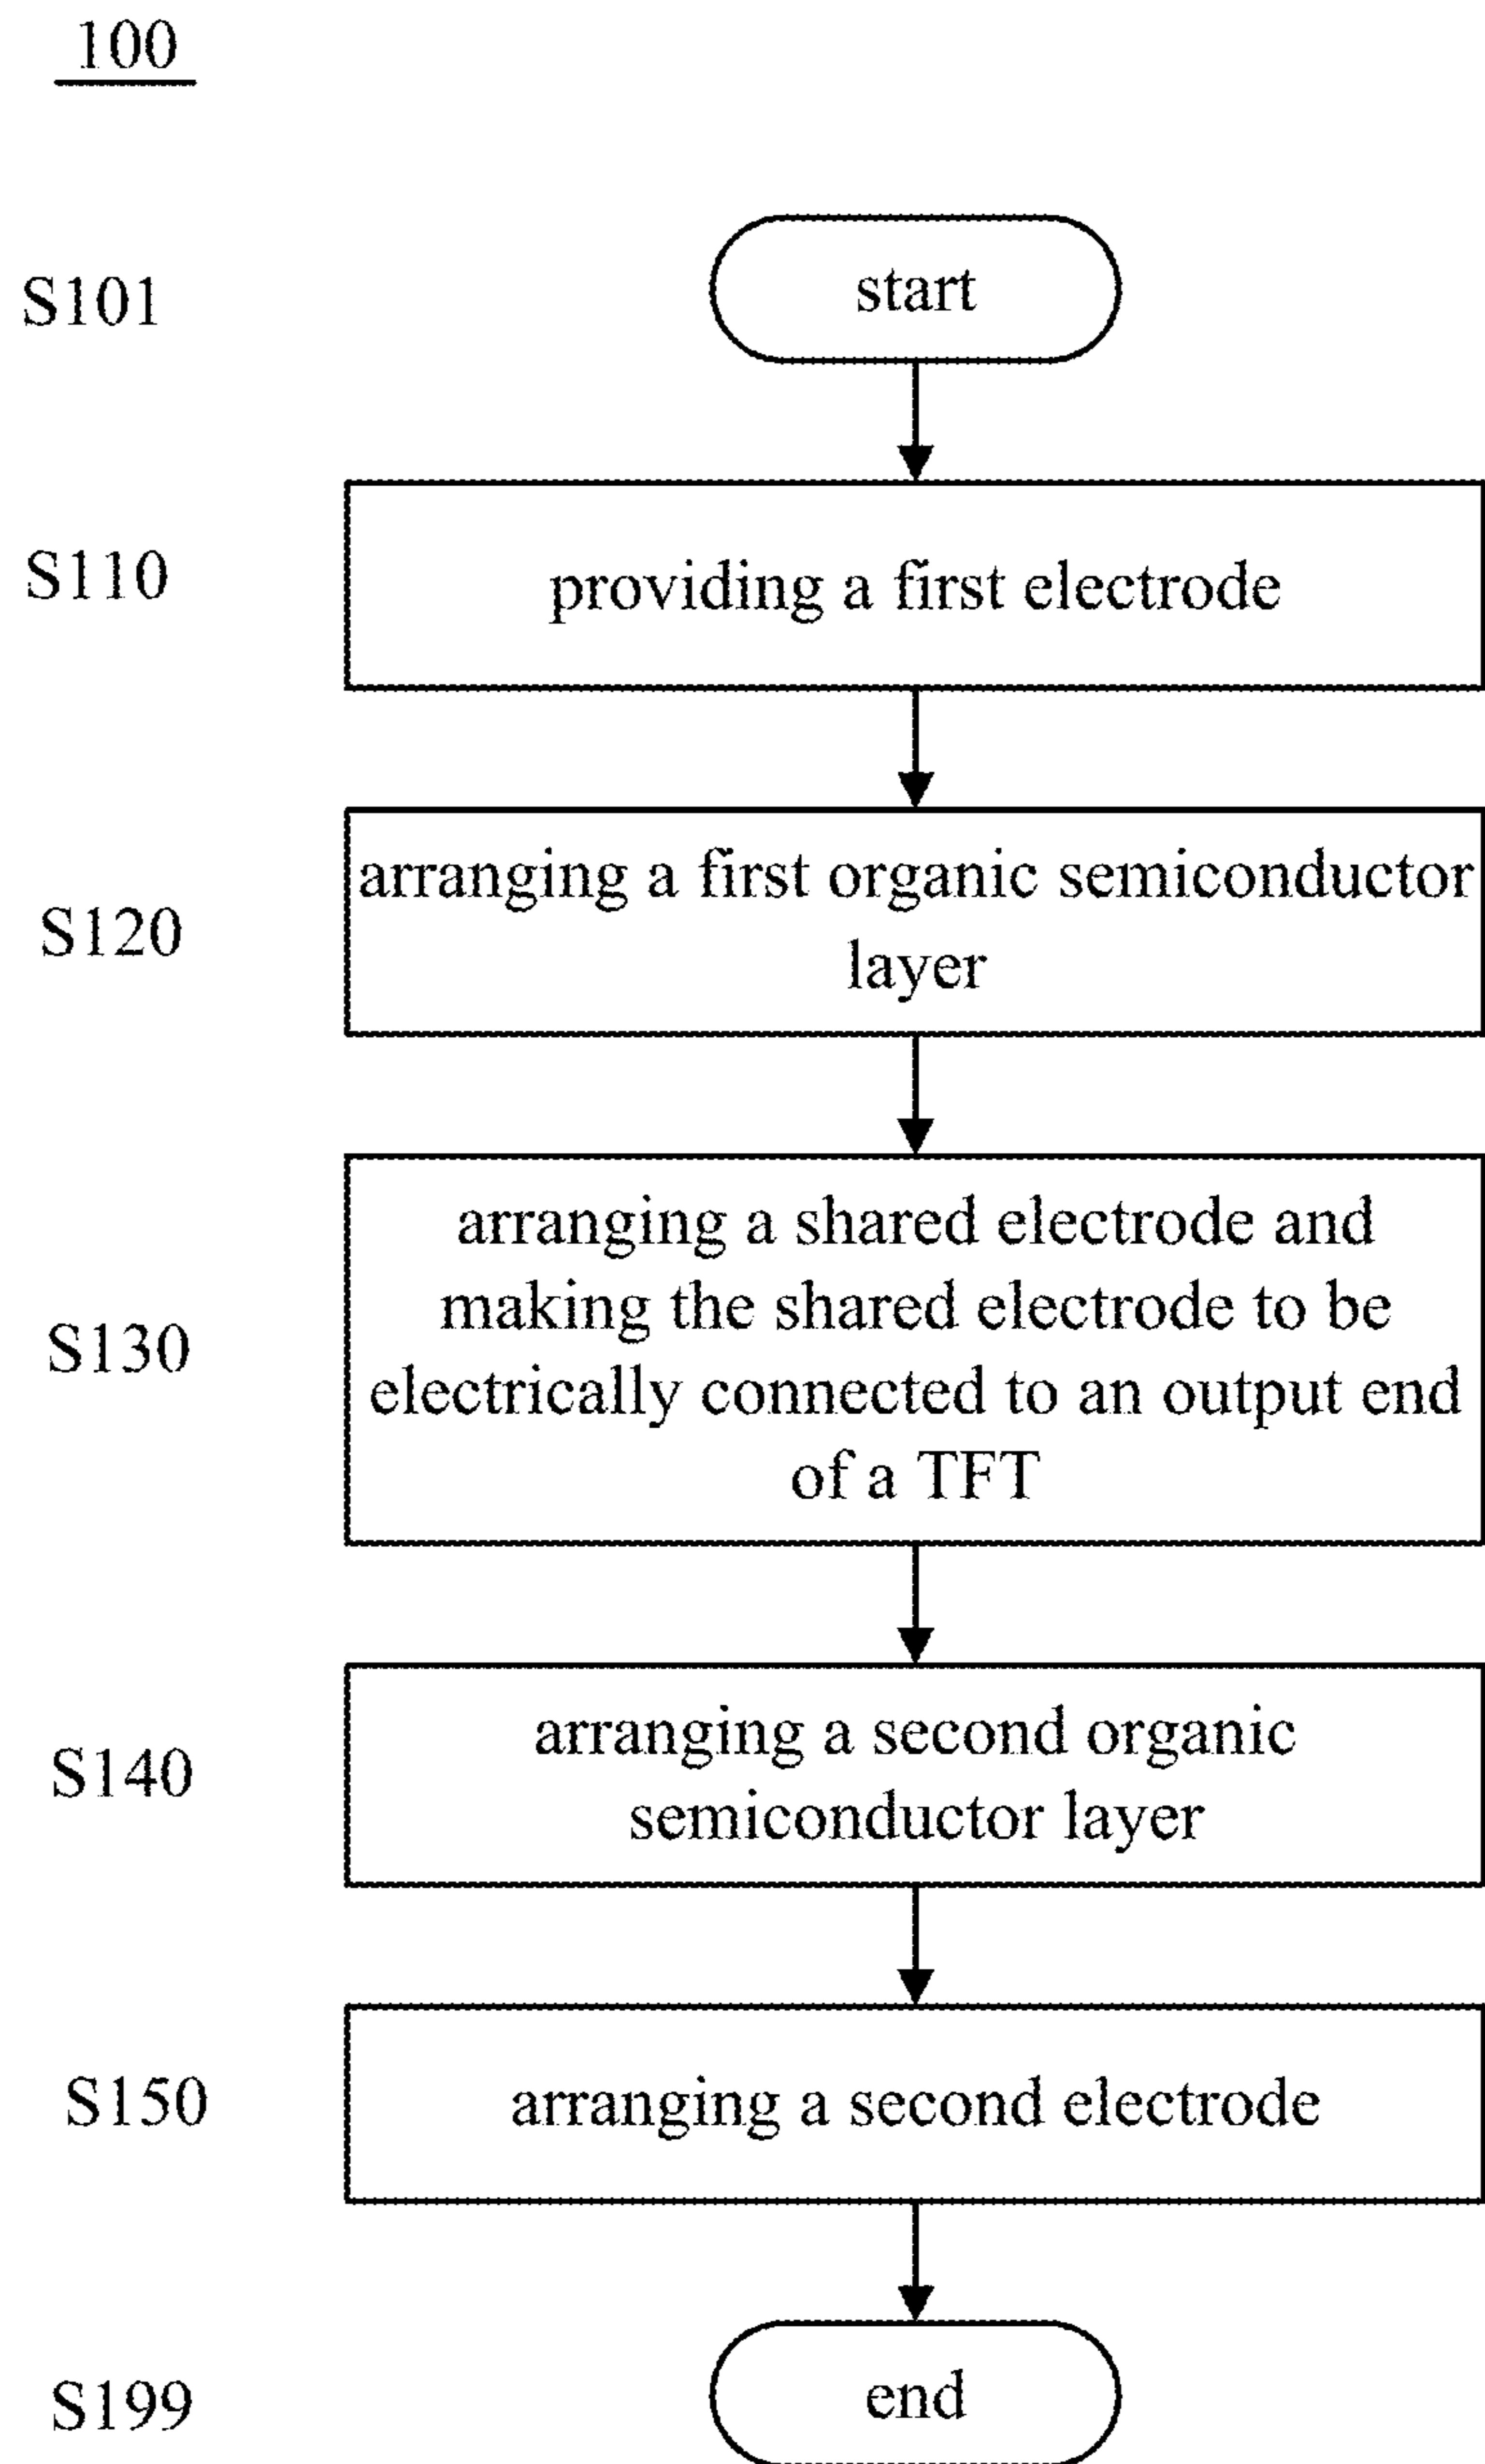 100
S101
start
S110
providing a first electrode
S120
arranging a first organic semiconductor
layer
S130
arranging a shared electrode and
making the shared electrode to be
electrically connected to an output end
of a TFT
S140
arranging a second organic
semiconductor layer
S150
arranging a second electrode
S199
end